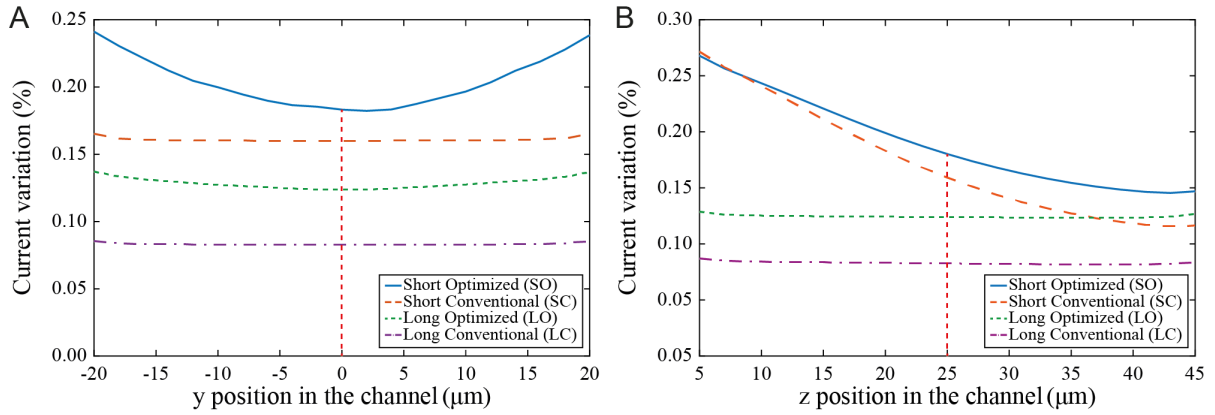 A
0.25
0.20
0.15
0.10
0.05
0.00
Current variation (%)
-20 -15 -10 -5 0 5 10 15 20
y position in the channel (μm)
Short Optimized (SO)
Short Conventional (SC)
Long Optimized (LO)
Long Conventional (LC)
B
0.30
0.25
0.20
0.15
0.10
0.05
0.05
Current variation (%)
5 10 15 20 25 30 35 40 45
z position in the channel (μm)
Short Optimized (SO)
Short Conventional (SC)
Long Optimized (LO)
Long Conventional (LC)